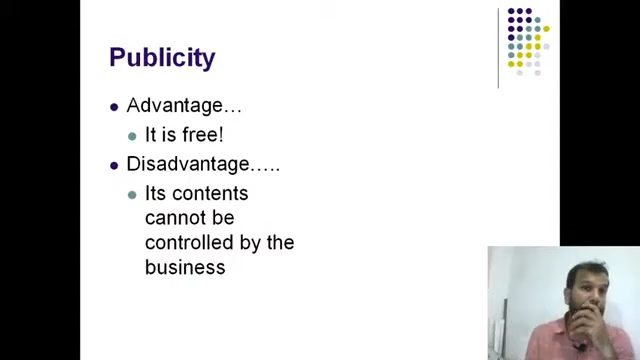 Publicity
Advantage…
It is free!
Disadvantage…..
Its contents
cannot be
controlled by the
business